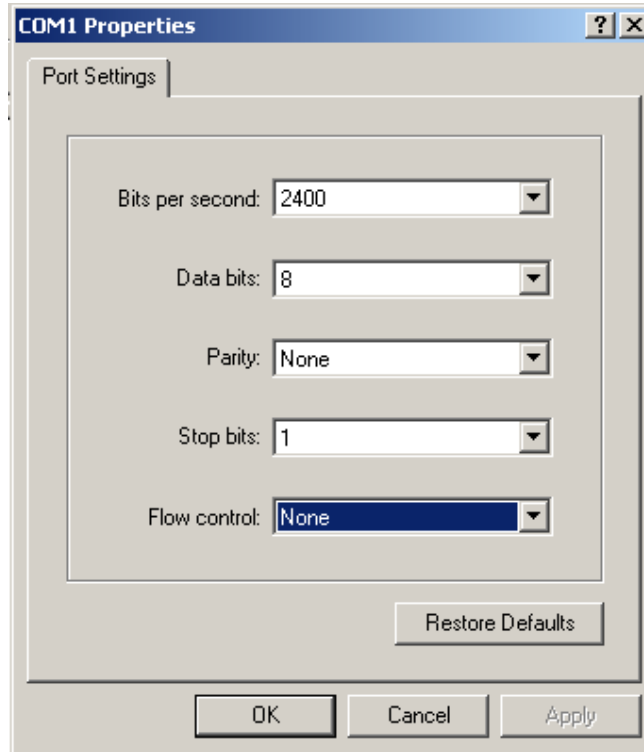 COM1 Properties
Port Settings
Bits per second: 2400
Data bits: 8
Parity: None
Stop bits: 1
Flow control: None
Restore Defaults
OK Cancel Apply